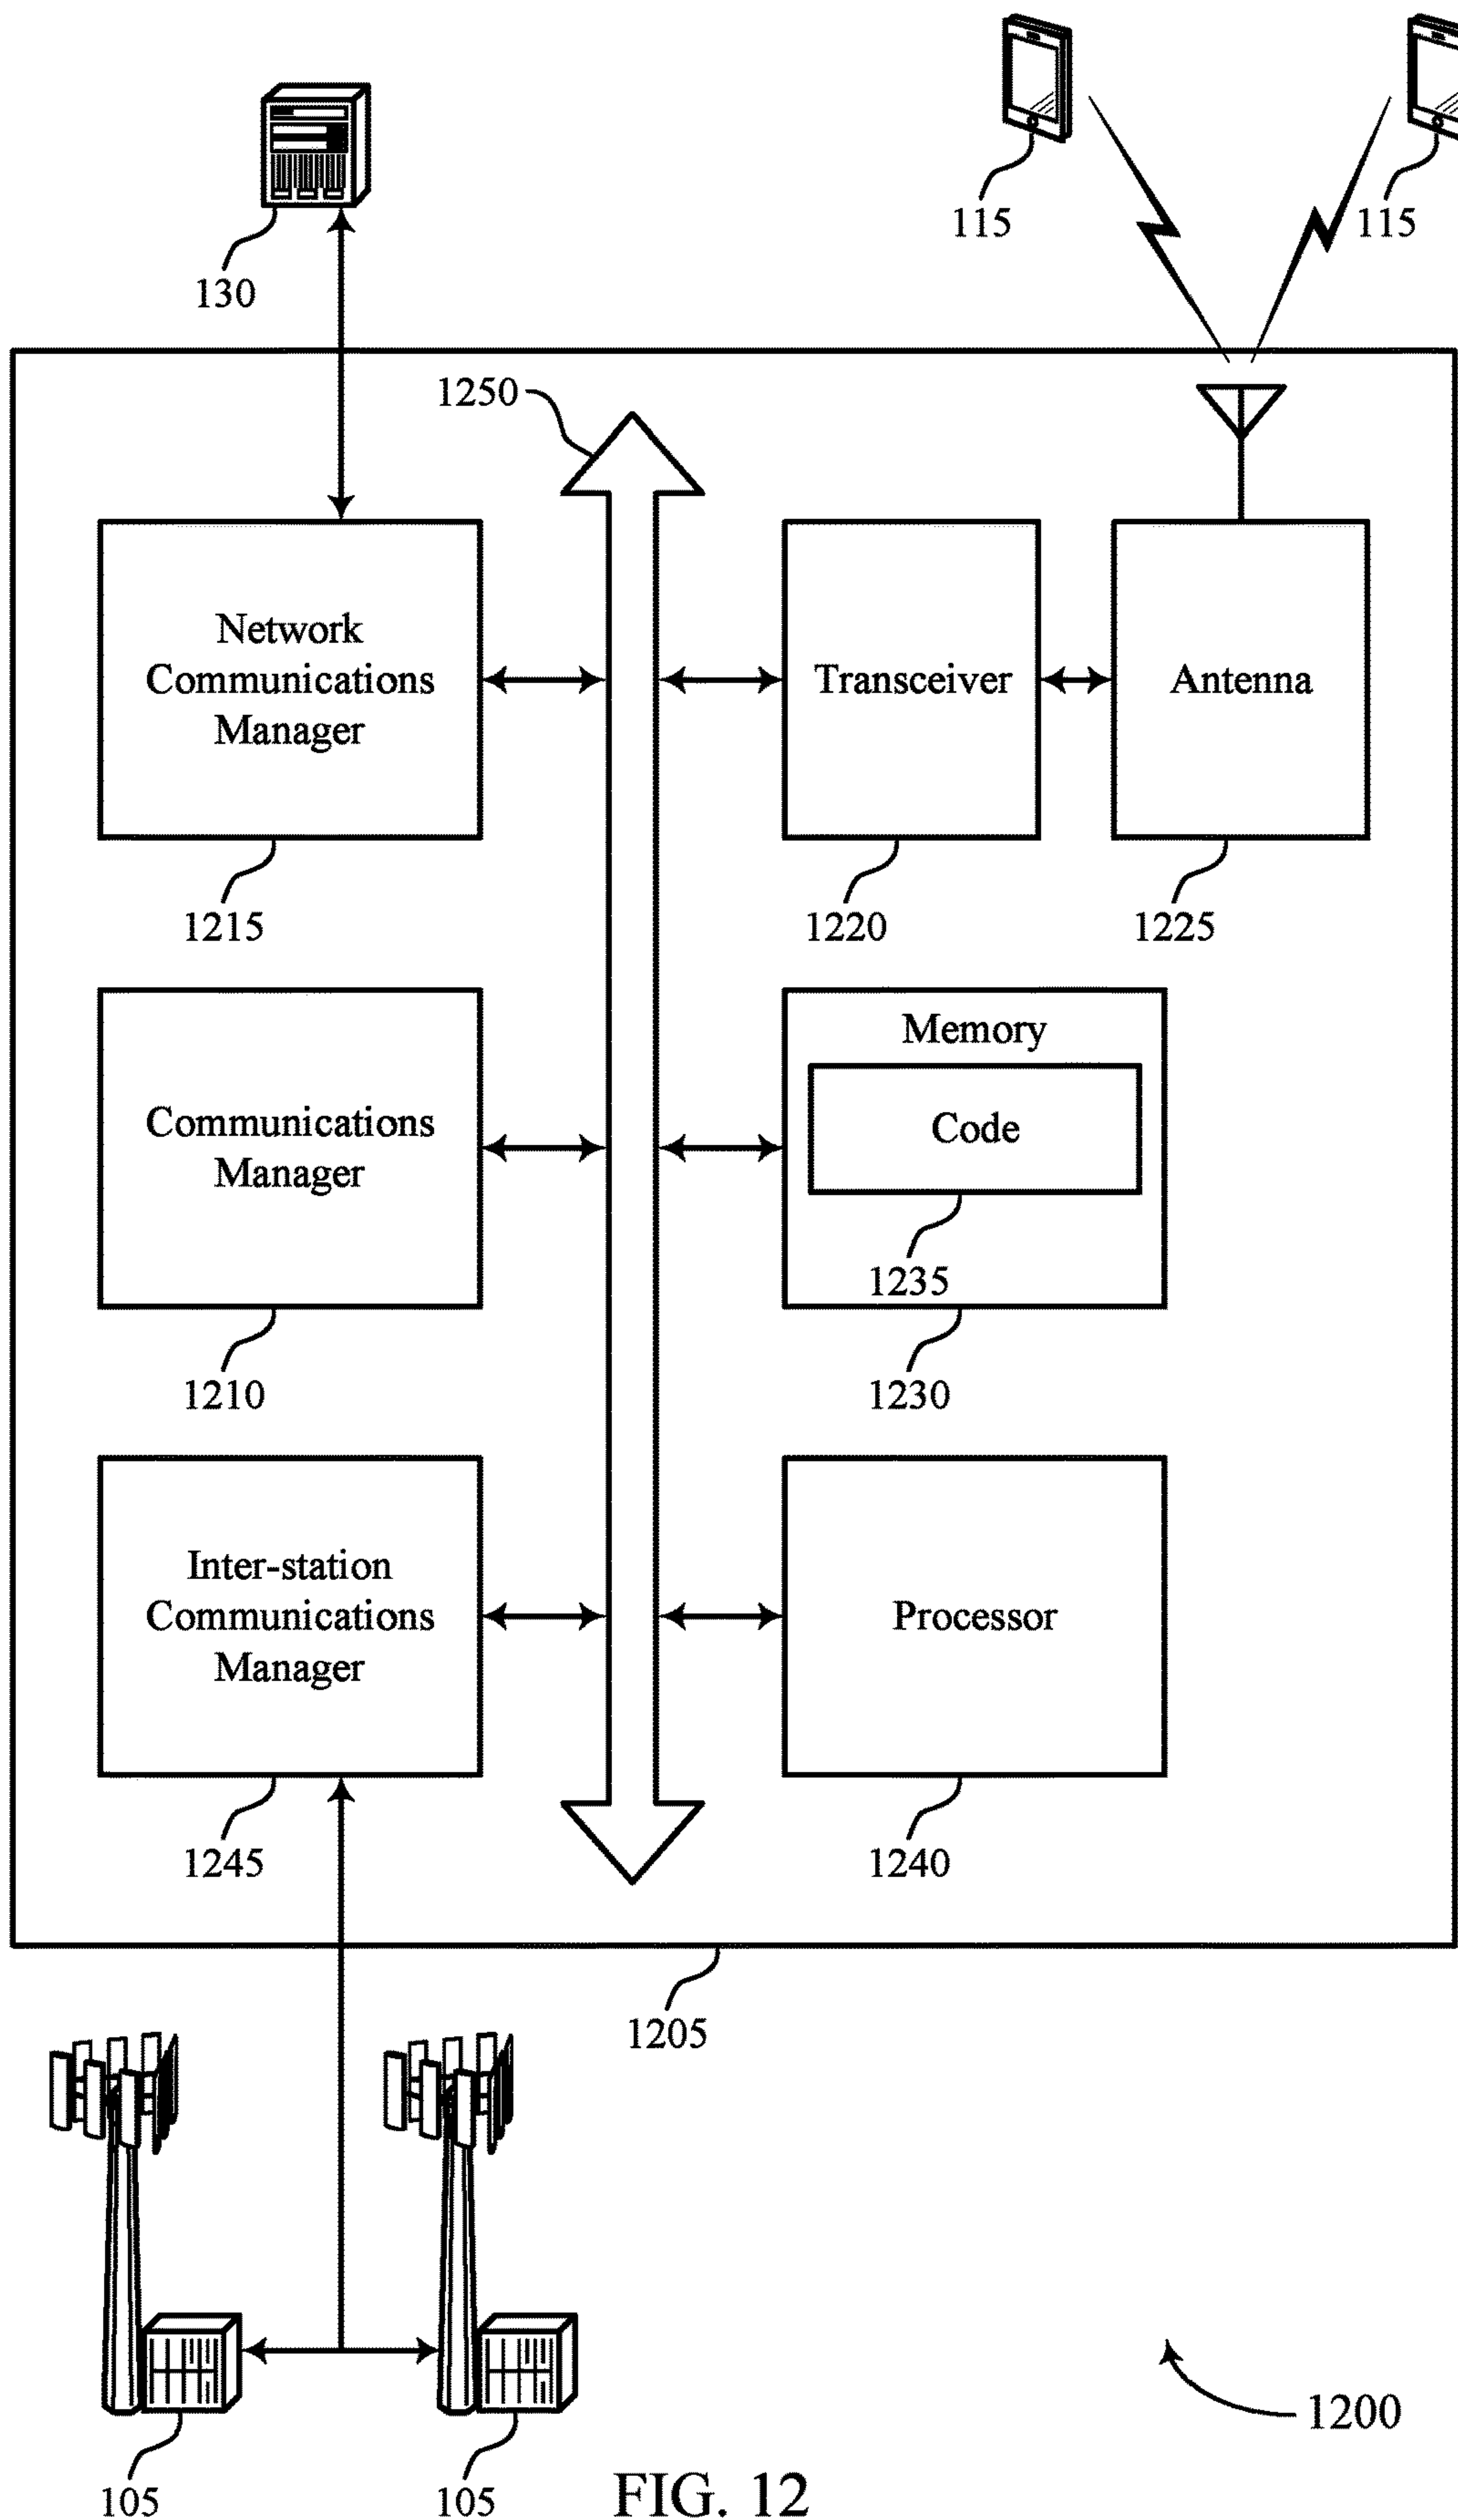 115
115
130
1250
Network
Communications
Manager
Transceiver
Antenna
1215
1220
1225
Memory
Communications
Manager
Code
1235
1210
1230
Inter-station
Communications
Manager
Processor
1245
1240
1205
1200
105
105
FIG. 12